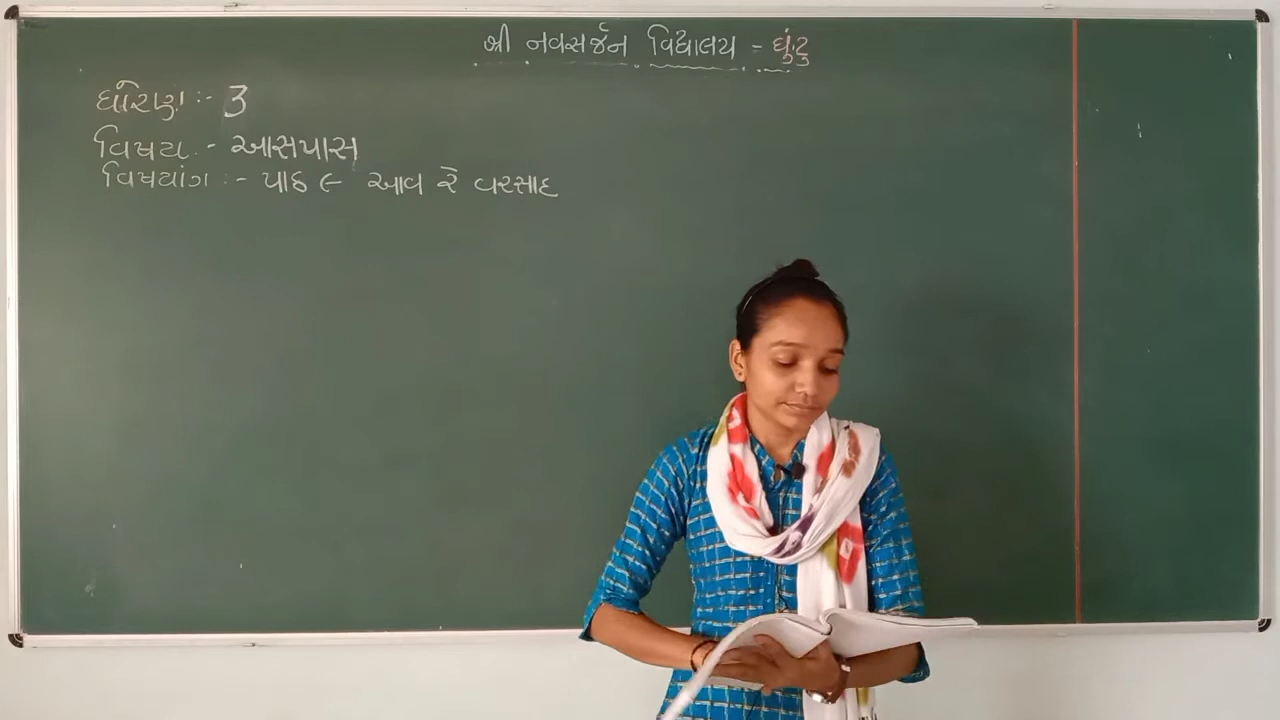 શ્રી નવસર્જન વિદ્યાલય - ઘુંટુ
ધોરણ :- 3
વિષય :- આસપાસ
વિષયાંગ :- પાઠ ૯ આવ રે વરસાદ